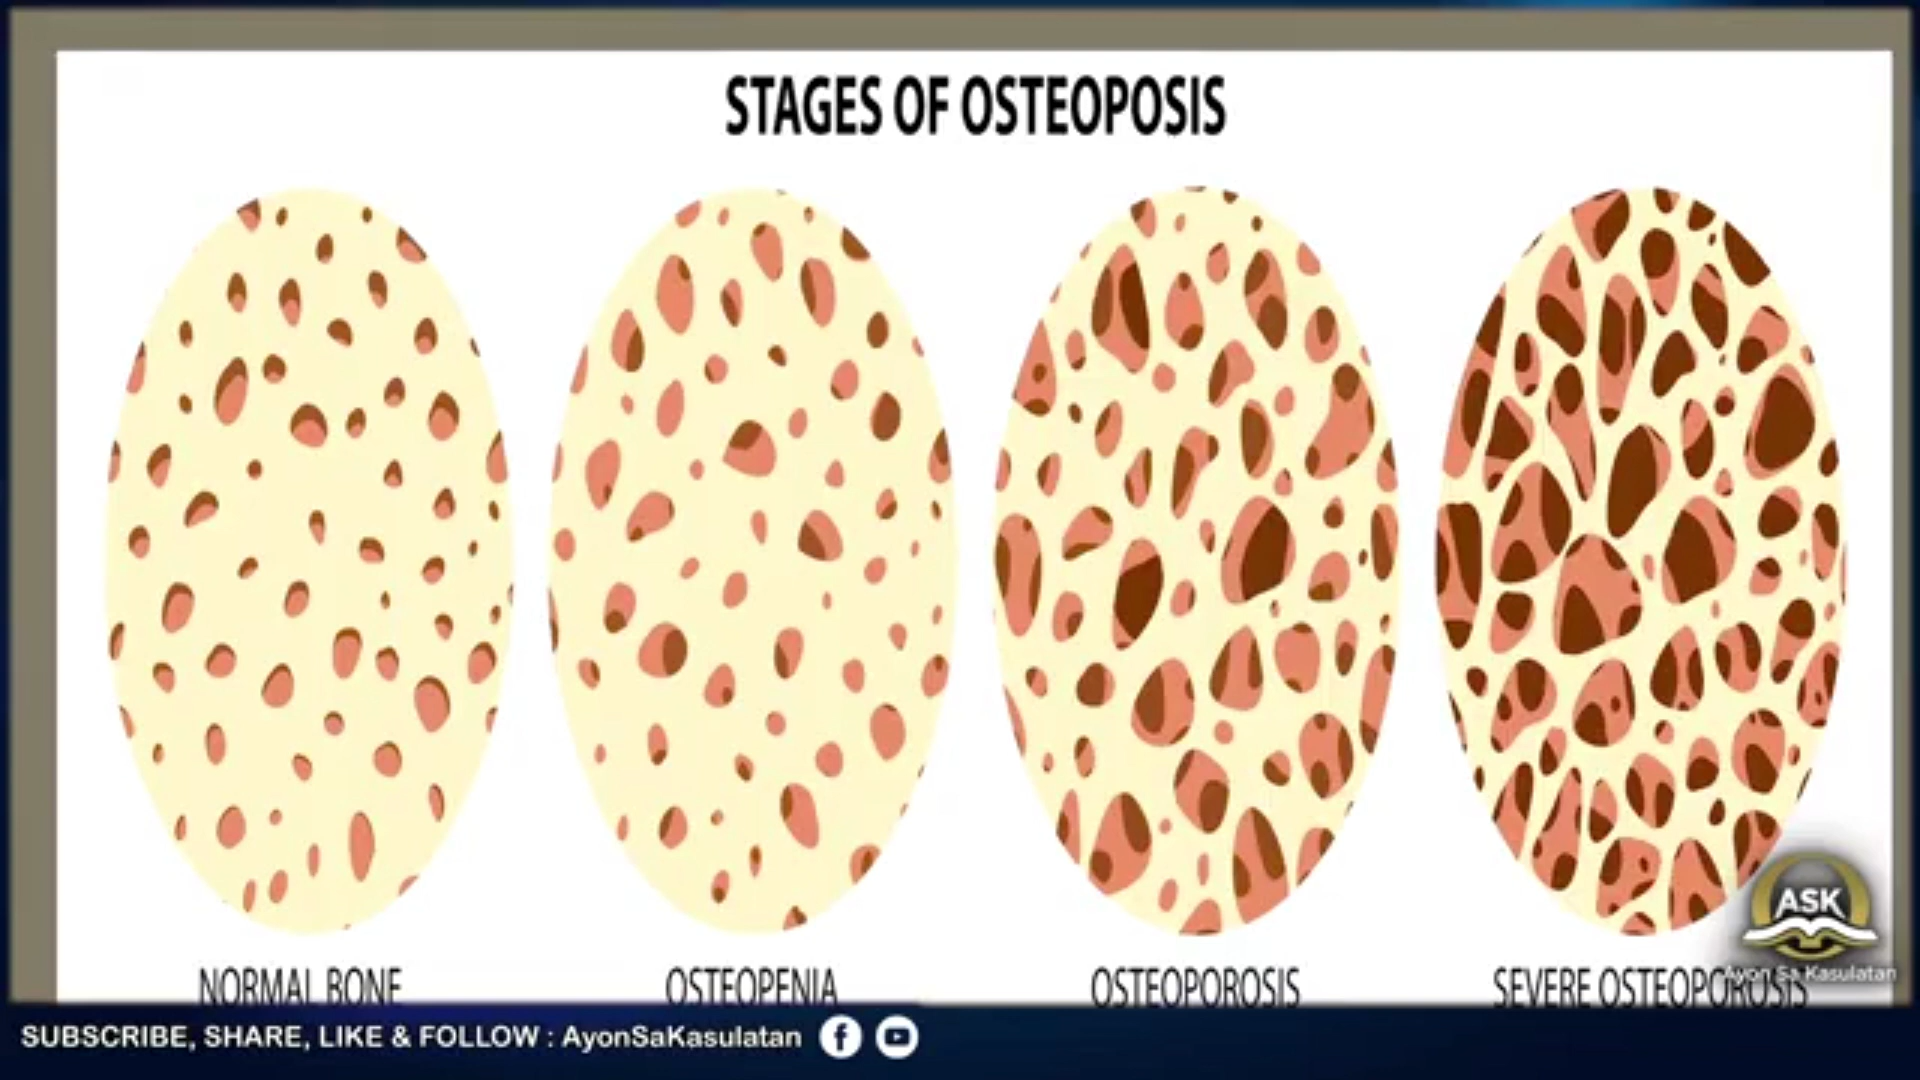 STAGES OF OSTEOPOSIS
NORMAL BONE
OSTEOPENIA
OSTEOPOROSIS
SEVERE OSTEOPOROSIS
ASK
Ayon Sa Kasulatan
SUBSCRIBE, SHARE, LIKE & FOLLOW : AyonSaKasulatan